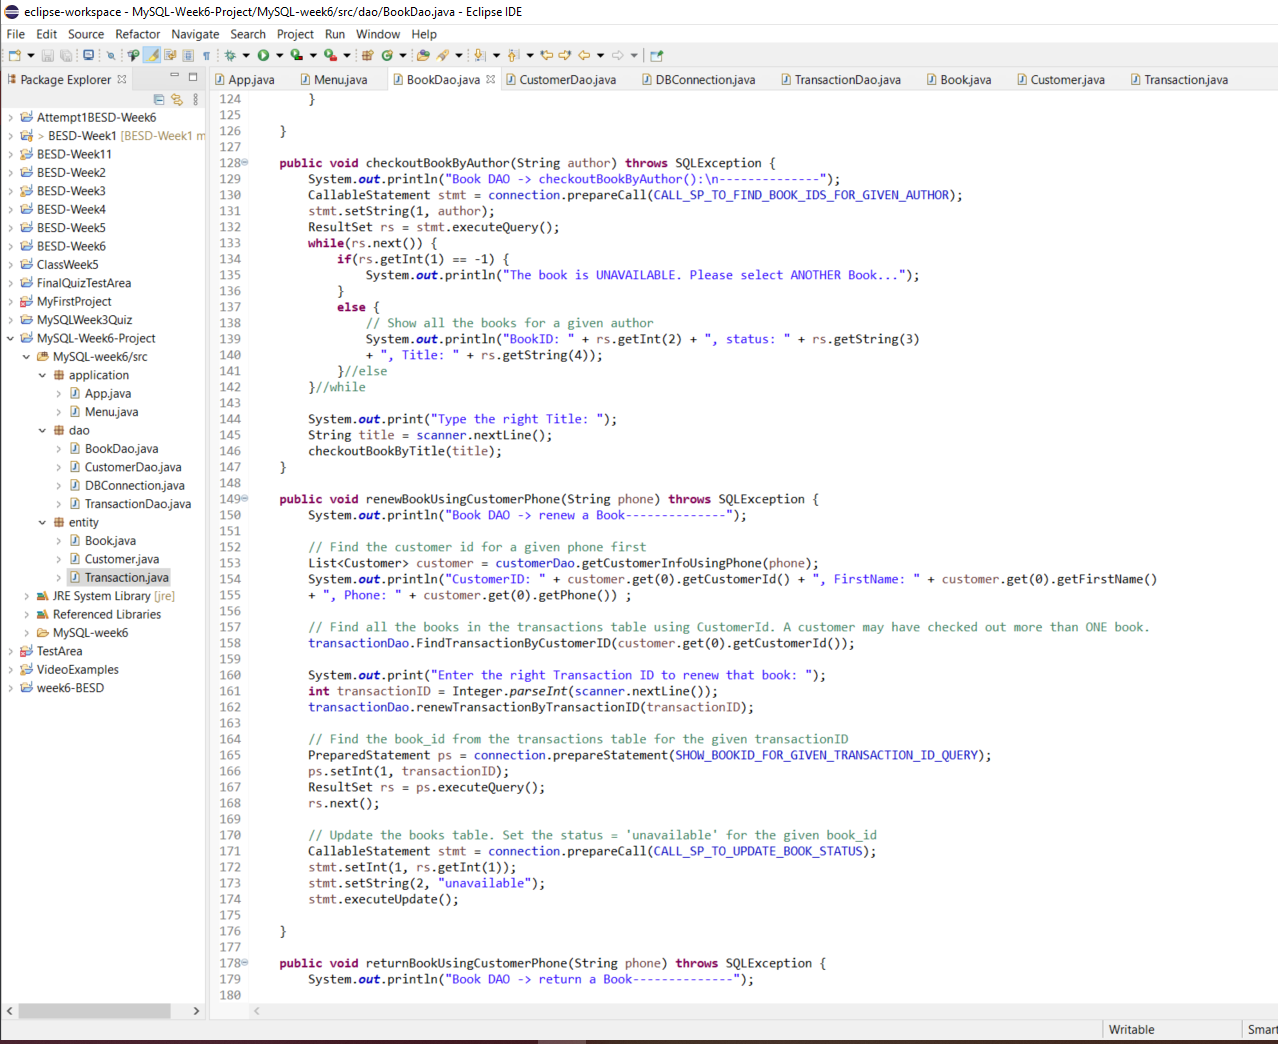 eclipse-workspace - MySQL-Week6-Project/MySQL-week6/src/dao/BookDao.java - Eclipse IDE
File Edit Source Refactor Navigate Search Project Run Window Help
Package Explorer
App.java Menu.java BookDao.java CustomerDao.java DBConnection.java TransactionDao.java Book.java Customer.java Transaction.java
Attempt1BESD-Week6
> BESD-Week1 [BESD-Week1 m
BESD-Week11
BESD-Week2
BESD-Week3
BESD-Week4
BESD-Week5
BESD-Week6
ClassWeek5
FinalQuizTestArea
MyFirstProject
MySQLWeek3Quiz
MySQL-Week6-Project
MySQL-week6/src
application
App.java
Menu.java
dao
BookDao.java
CustomerDao.java
DBConnection.java
TransactionDao.java
entity
Book.java
Customer.java
Transaction.java
JRE System Library [jre]
Referenced Libraries
MySQL-week6
TestArea
VideoExamples
week6-BESD
124 }
125
126 }
127
128 public void checkoutBookByAuthor(String author) throws SQLException {
129 System.out.println("Book DAO -> checkoutBookByAuthor():\n--------------");
130 CallableStatement stmt = connection.prepareCall(CALL_SP_TO_FIND_BOOK_IDS_FOR_GIVEN_AUTHOR);
131 stmt.setString(1, author);
132 ResultSet rs = stmt.executeQuery();
133 while(rs.next()) {
134 if(rs.getInt(1) == -1) {
135 System.out.println("The book is UNAVAILABLE. Please select ANOTHER Book...");
136 }
137 else {
138 // Show all the books for a given author
139 System.out.println("BookID: " + rs.getInt(2) + ", status: " + rs.getString(3)
140 + ", Title: " + rs.getString(4));
141 }//else
142 }//while
143
144 System.out.print("Type the right Title: ");
145 String title = scanner.nextLine();
146 checkoutBookByTitle(title);
147 }
148
149 public void renewBookUsingCustomerPhone(String phone) throws SQLException {
150 System.out.println("Book DAO -> renew a Book--------------");
151
152 // Find the customer id for a given phone first
153 List<Customer> customer = customerDao.getCustomerInfoUsingPhone(phone);
154 System.out.println("CustomerID: " + customer.get(0).getCustomerId() + ", FirstName: " + customer.get(0).getFirstName()
155 + ", Phone: " + customer.get(0).getPhone()) ;
156
157 // Find all the books in the transactions table using CustomerId. A customer may have checked out more than ONE book.
158 transactionDao.FindTransactionByCustomerID(customer.get(0).getCustomerId());
159
160 System.out.print("Enter the right Transaction ID to renew that book: ");
161 int transactionID = Integer.parseInt(scanner.nextLine());
162 transactionDao.renewTransactionByTransactionID(transactionID);
163
164 // Find the book_id from the transactions table for the given transactionID
165 PreparedStatement ps = connection.prepareStatement(SHOW_BOOKID_FOR_GIVEN_TRANSACTION_ID_QUERY);
166 ps.setInt(1, transactionID);
167 ResultSet rs = ps.executeQuery();
168 rs.next();
169
170 // Update the books table. Set the status = 'unavailable' for the given book_id
171 CallableStatement stmt = connection.prepareCall(CALL_SP_TO_UPDATE_BOOK_STATUS);
172 stmt.setInt(1, rs.getInt(1));
173 stmt.setString(2, "unavailable");
174 stmt.executeUpdate();
175
176 }
177
178 public void returnBookUsingCustomerPhone(String phone) throws SQLException {
179 System.out.println("Book DAO -> return a Book--------------");
180
Writable Smart